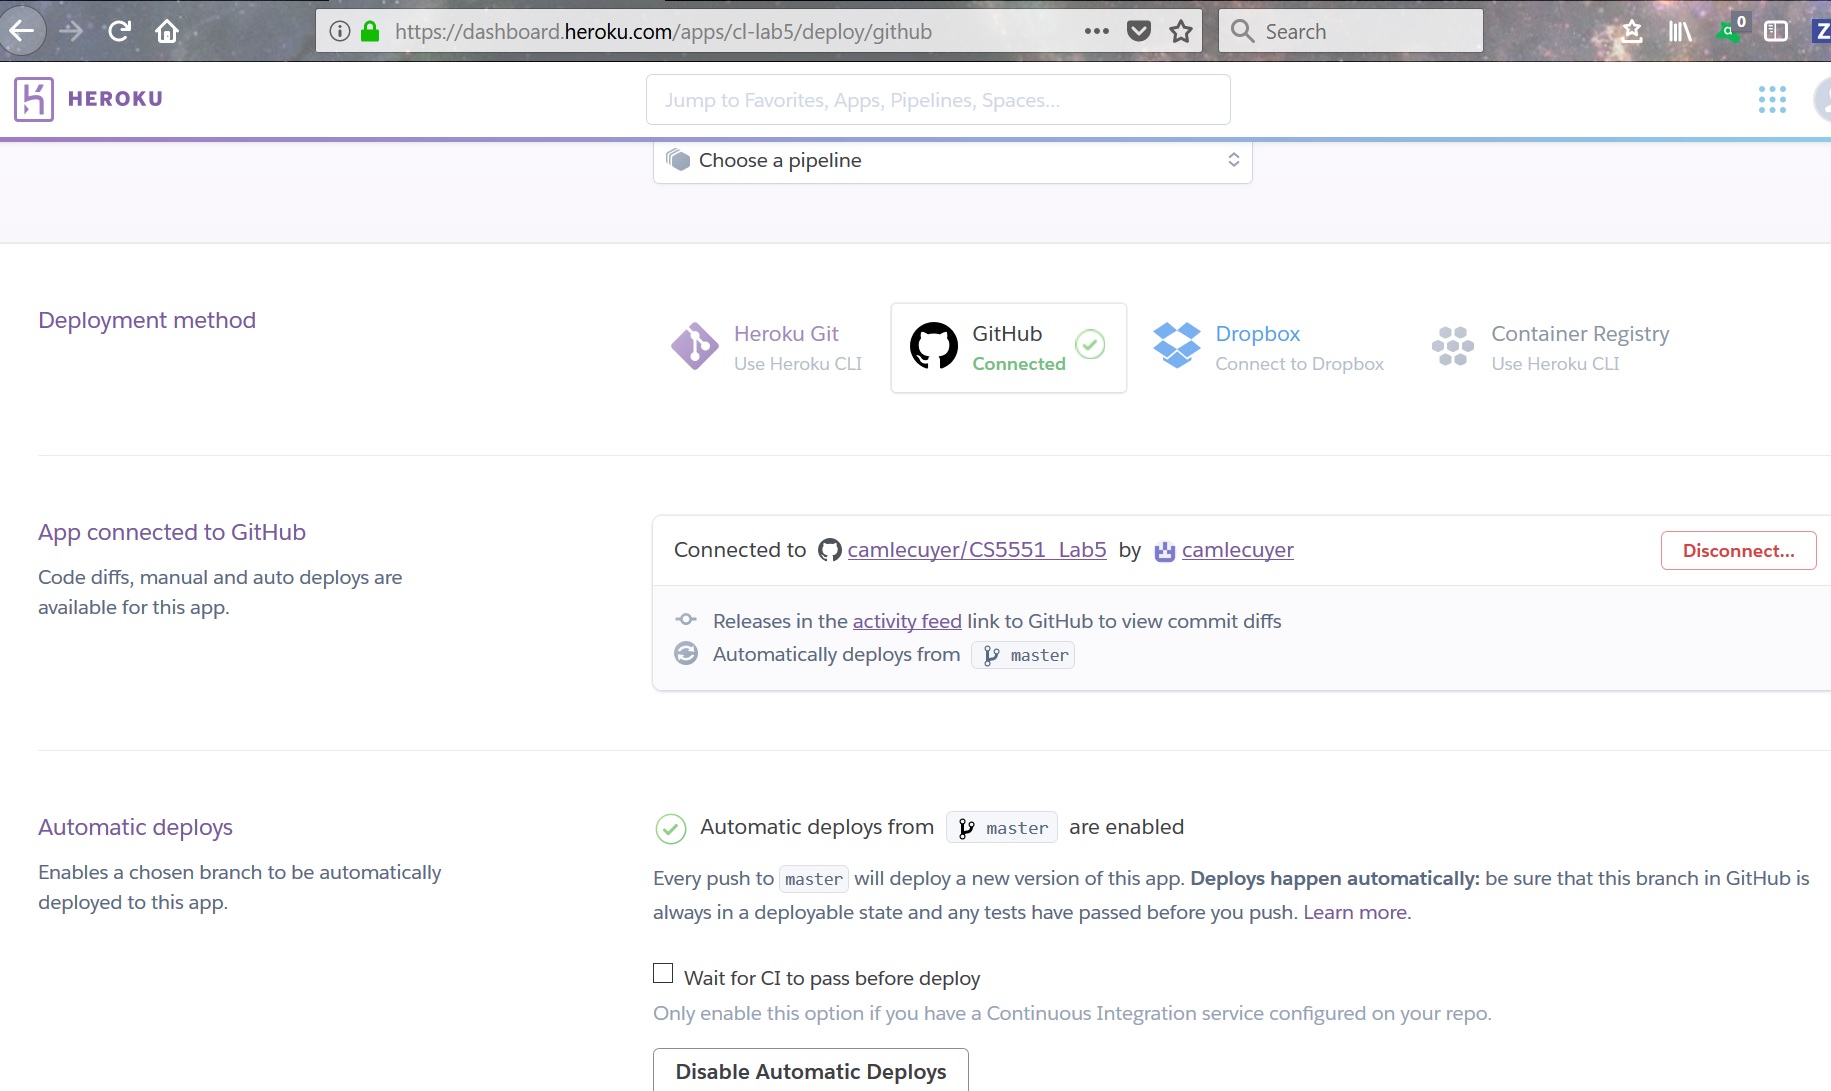 https://dashboard.heroku.com/apps/cl-lab5/deploy/github
Search
0
Z
HEROKU
Jump to Favorites, Apps, Pipelines, Spaces...
Choose a pipeline
Deployment method
Heroku Git
Use Heroku CLI
GitHub
Connected
Dropbox
Connect to Dropbox
Container Registry
Use Heroku CLI
App connected to GitHub
Code diffs, manual and auto deploys are
available for this app.
Connected to camlecuyer/CS5551_Lab5 by camlecuyer
Disconnect...
Releases in the activity feed link to GitHub to view commit diffs
Automatically deploys from master
Automatic deploys
Enables a chosen branch to be automatically
deployed to this app.
Automatic deploys from master are enabled
Every push to master will deploy a new version of this app. Deploys happen automatically: be sure that this branch in GitHub is
always in a deployable state and any tests have passed before you push. Learn more.
Wait for CI to pass before deploy
Only enable this option if you have a Continuous Integration service configured on your repo.
Disable Automatic Deploys